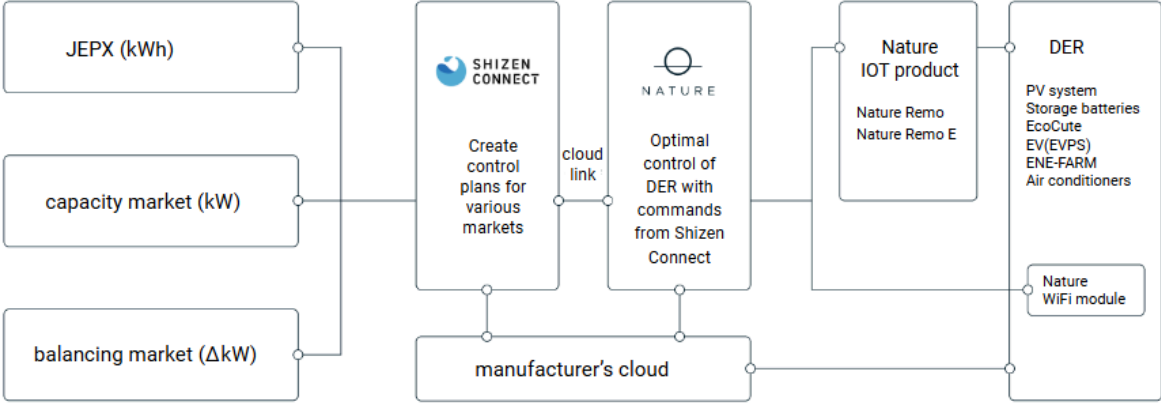 JEPX (kWh)
capacity market (kW)
balancing market (ΔkW)
SHIZEN
CONNECT
Create
control
plans for
various
markets
cloud
link
NATURE
Optimal
control of
DER with
commands
from Shizen
Connect
manufacturer's cloud
Nature
IOT product
Nature Remo
Nature Remo E
DER
PV system
Storage batteries
EcoCute
EV(EVPS)
ENE-FARM
Air conditioners
Nature
WiFi module